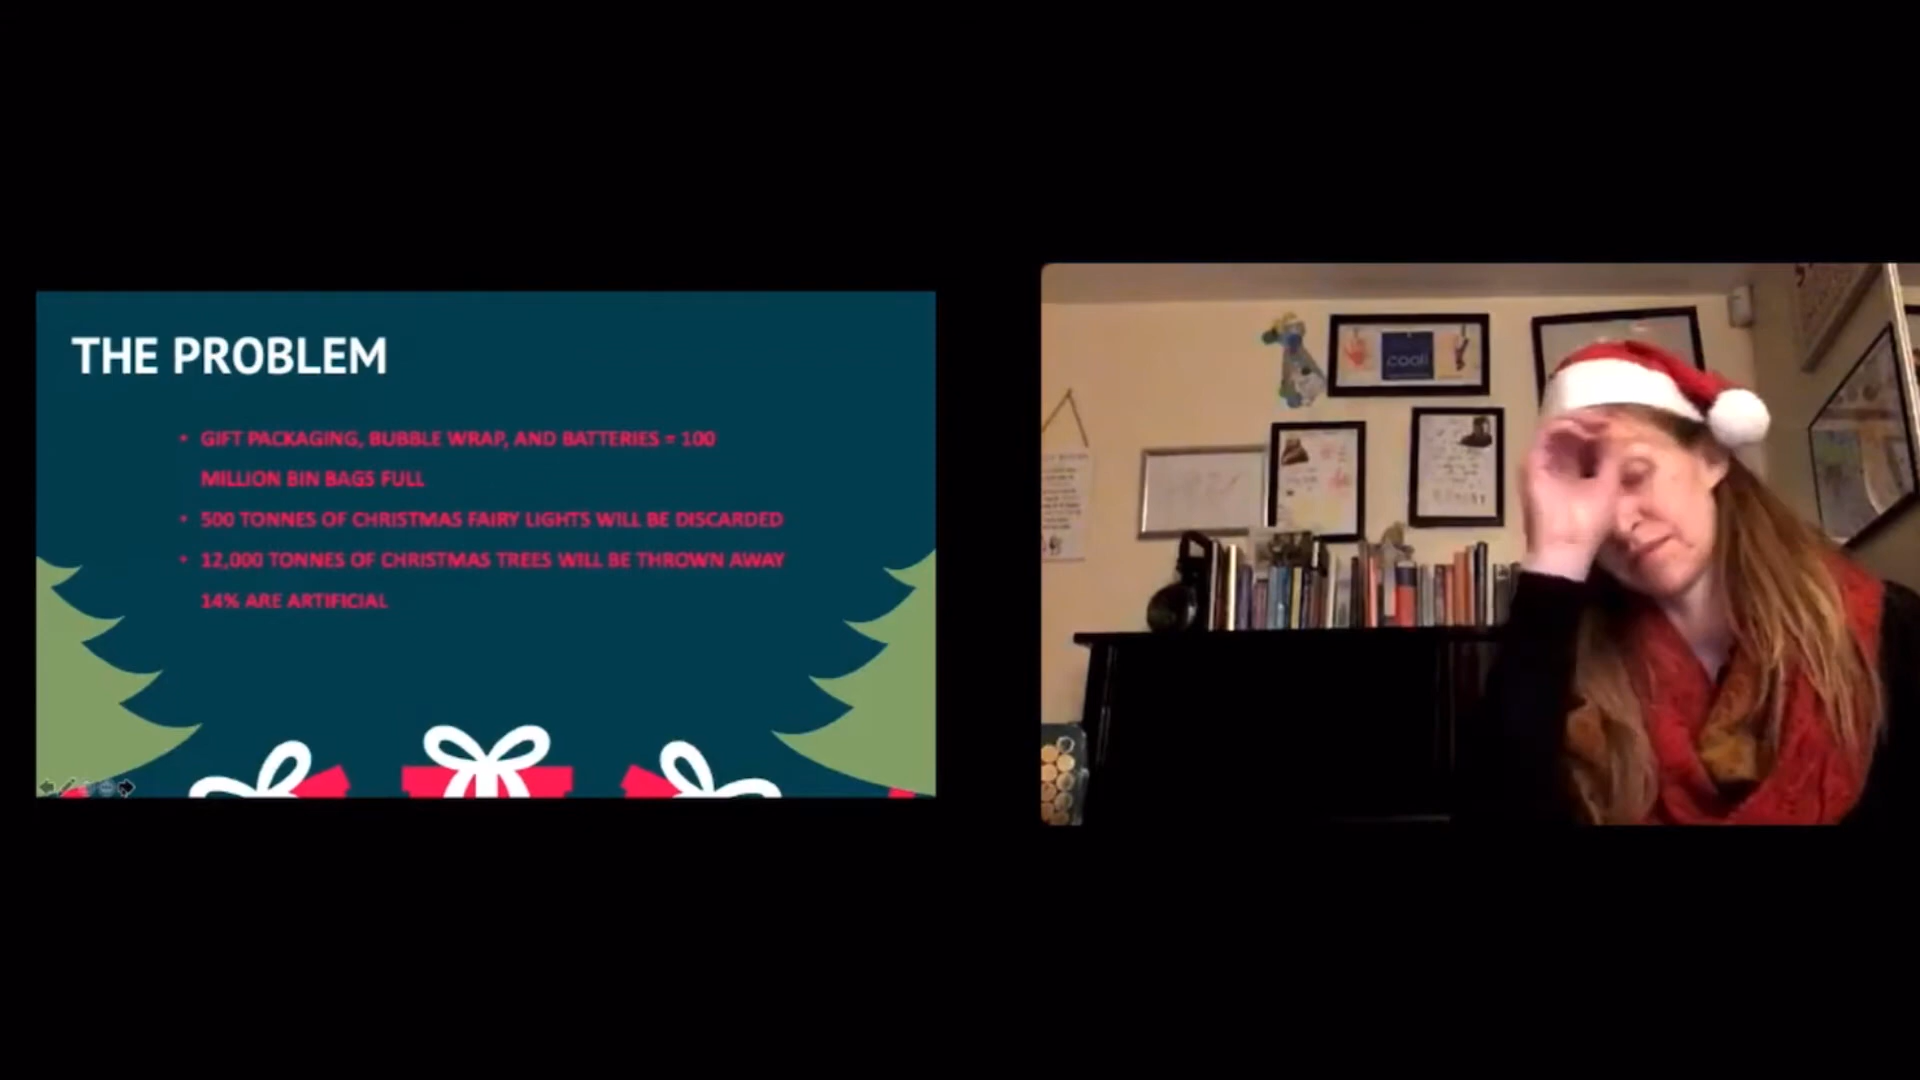 THE PROBLEM
• GIFT PACKAGING, BUBBLE WRAP, AND BATTERIES = 100
MILLION BIN BAGS FULL
• 500 TONNES OF CHRISTMAS FAIRY LIGHTS WILL BE DISCARDED
• 12,000 TONNES OF CHRISTMAS TREES WILL BE THROWN AWAY
14% ARE ARTIFICIAL
cool!